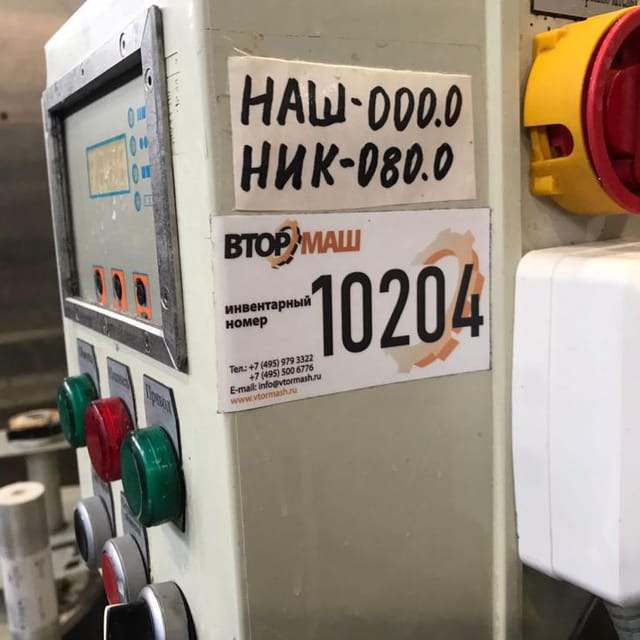 НАШ-000.0
НИК-080.0
ВТОРМАШ
инвентарный
номер
10204
Тел.: +7 (495) 979 3322
+7 (495) 500 6776
E-mail: info@vtormash.ru
www.vtormash.ru